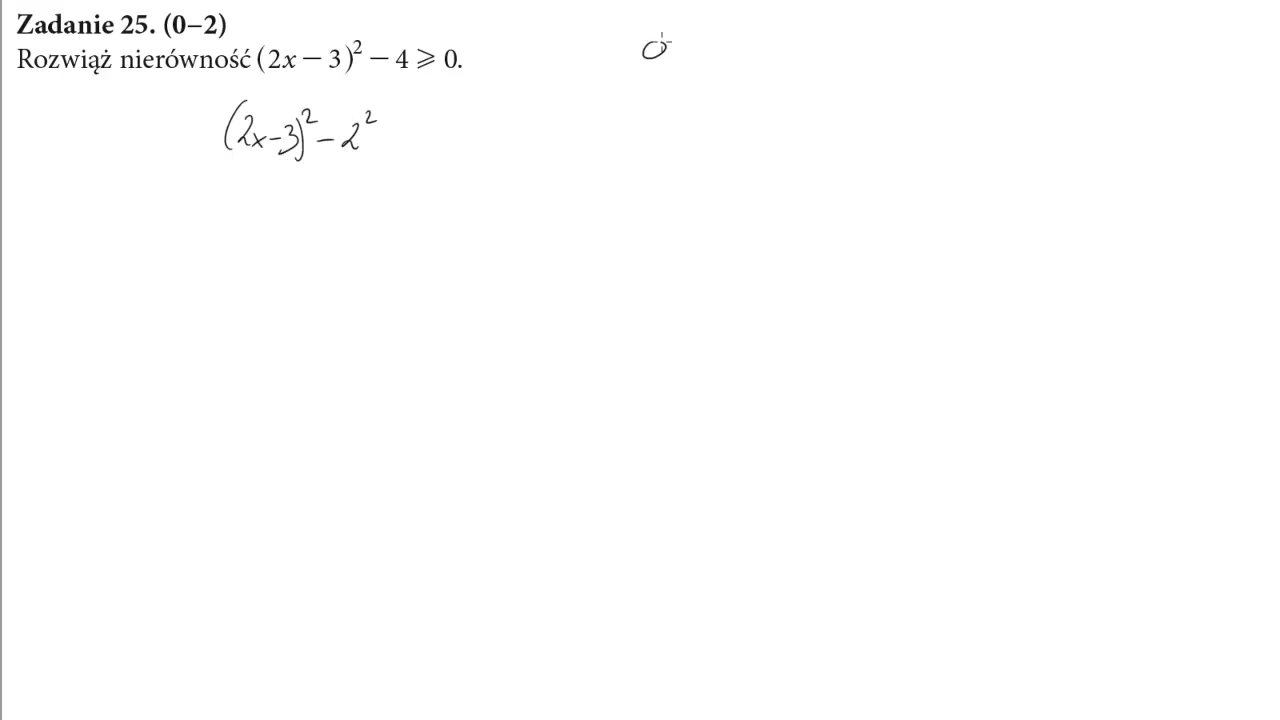 Zadanie 25. (0–2)
Rozwiąż nierówność (2x − 3)² − 4 ⩾ 0.
(2x-3)² - 2²